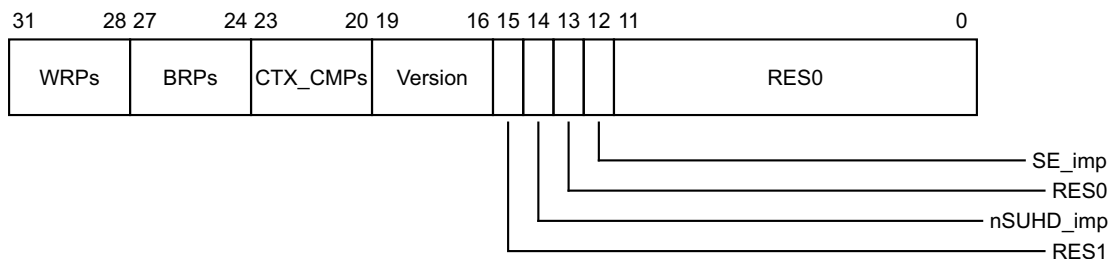 31 28 27 24 23 20 19 16 15 14 13 12 11 0
WRPs BRPs CTX_CMPs Version RES0
SE_imp
RES0
nSUHD_imp
RES1